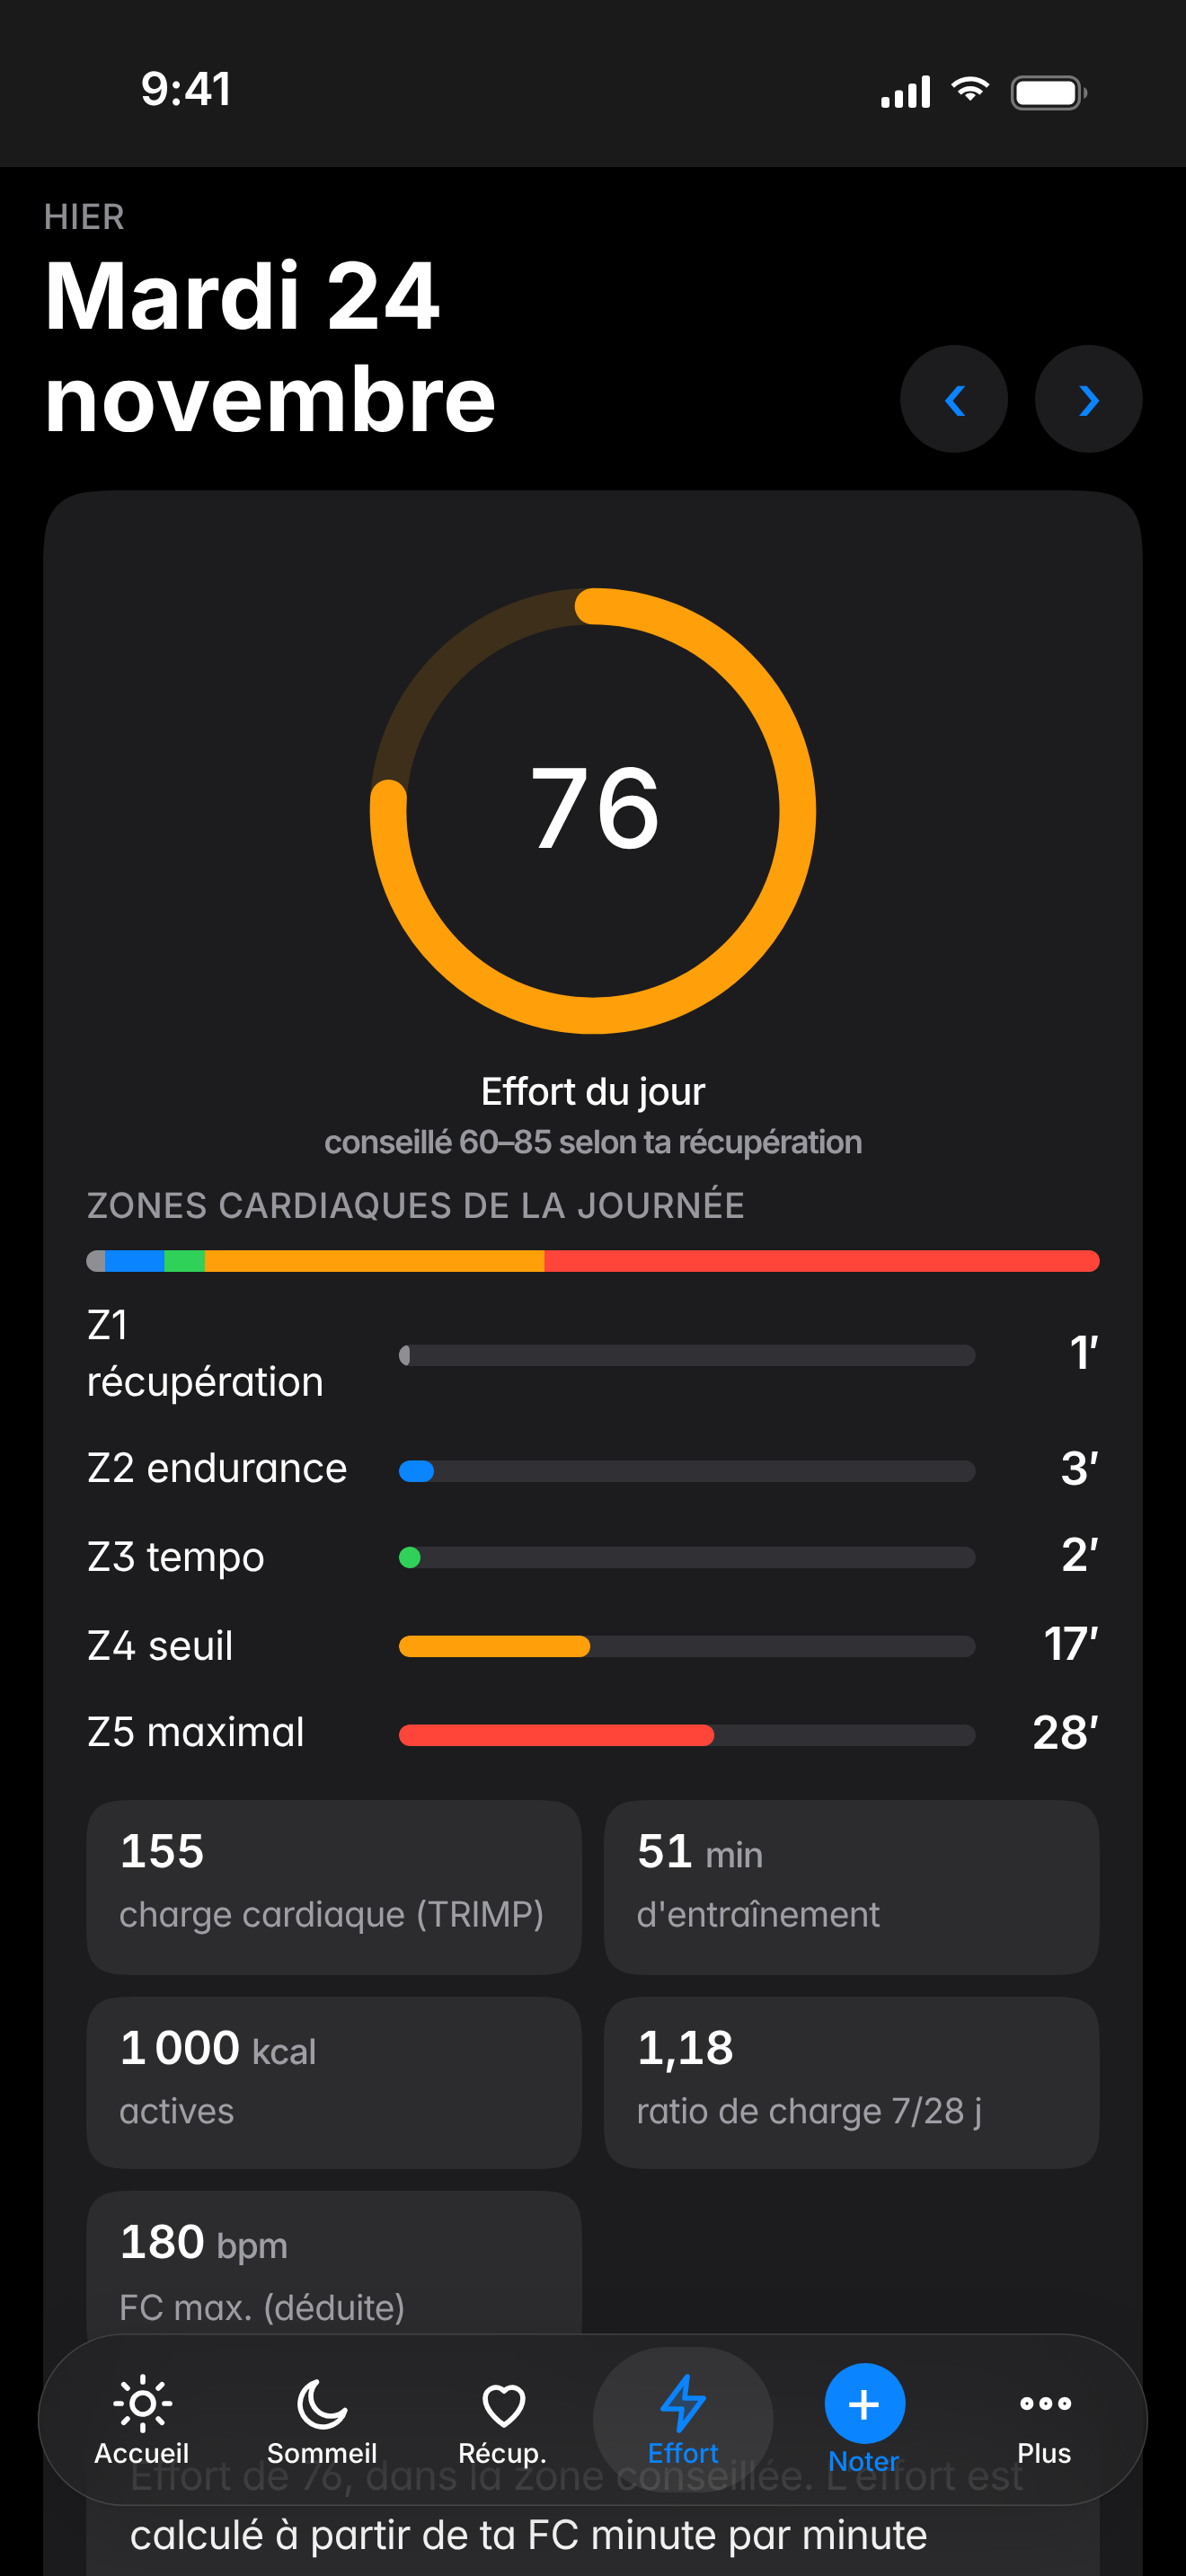 9:41
HIER
Mardi 24
novembre
76
Effort du jour
conseillé 60–85 selon ta récupération
ZONES CARDIAQUES DE LA JOURNÉE
Z1
récupération
1′
Z2 endurance
3′
Z3 tempo
2′
Z4 seuil
17′
Z5 maximal
28′
155
charge cardiaque (TRIMP)
51 min
d'entraînement
1 000 kcal
actives
1,18
ratio de charge 7/28 j
180 bpm
FC max. (déduite)
Accueil
Sommeil
Récup.
Effort
Noter
Plus
Effort de 76, dans la zone conseillée. L'effort est
calculé à partir de ta FC minute par minute